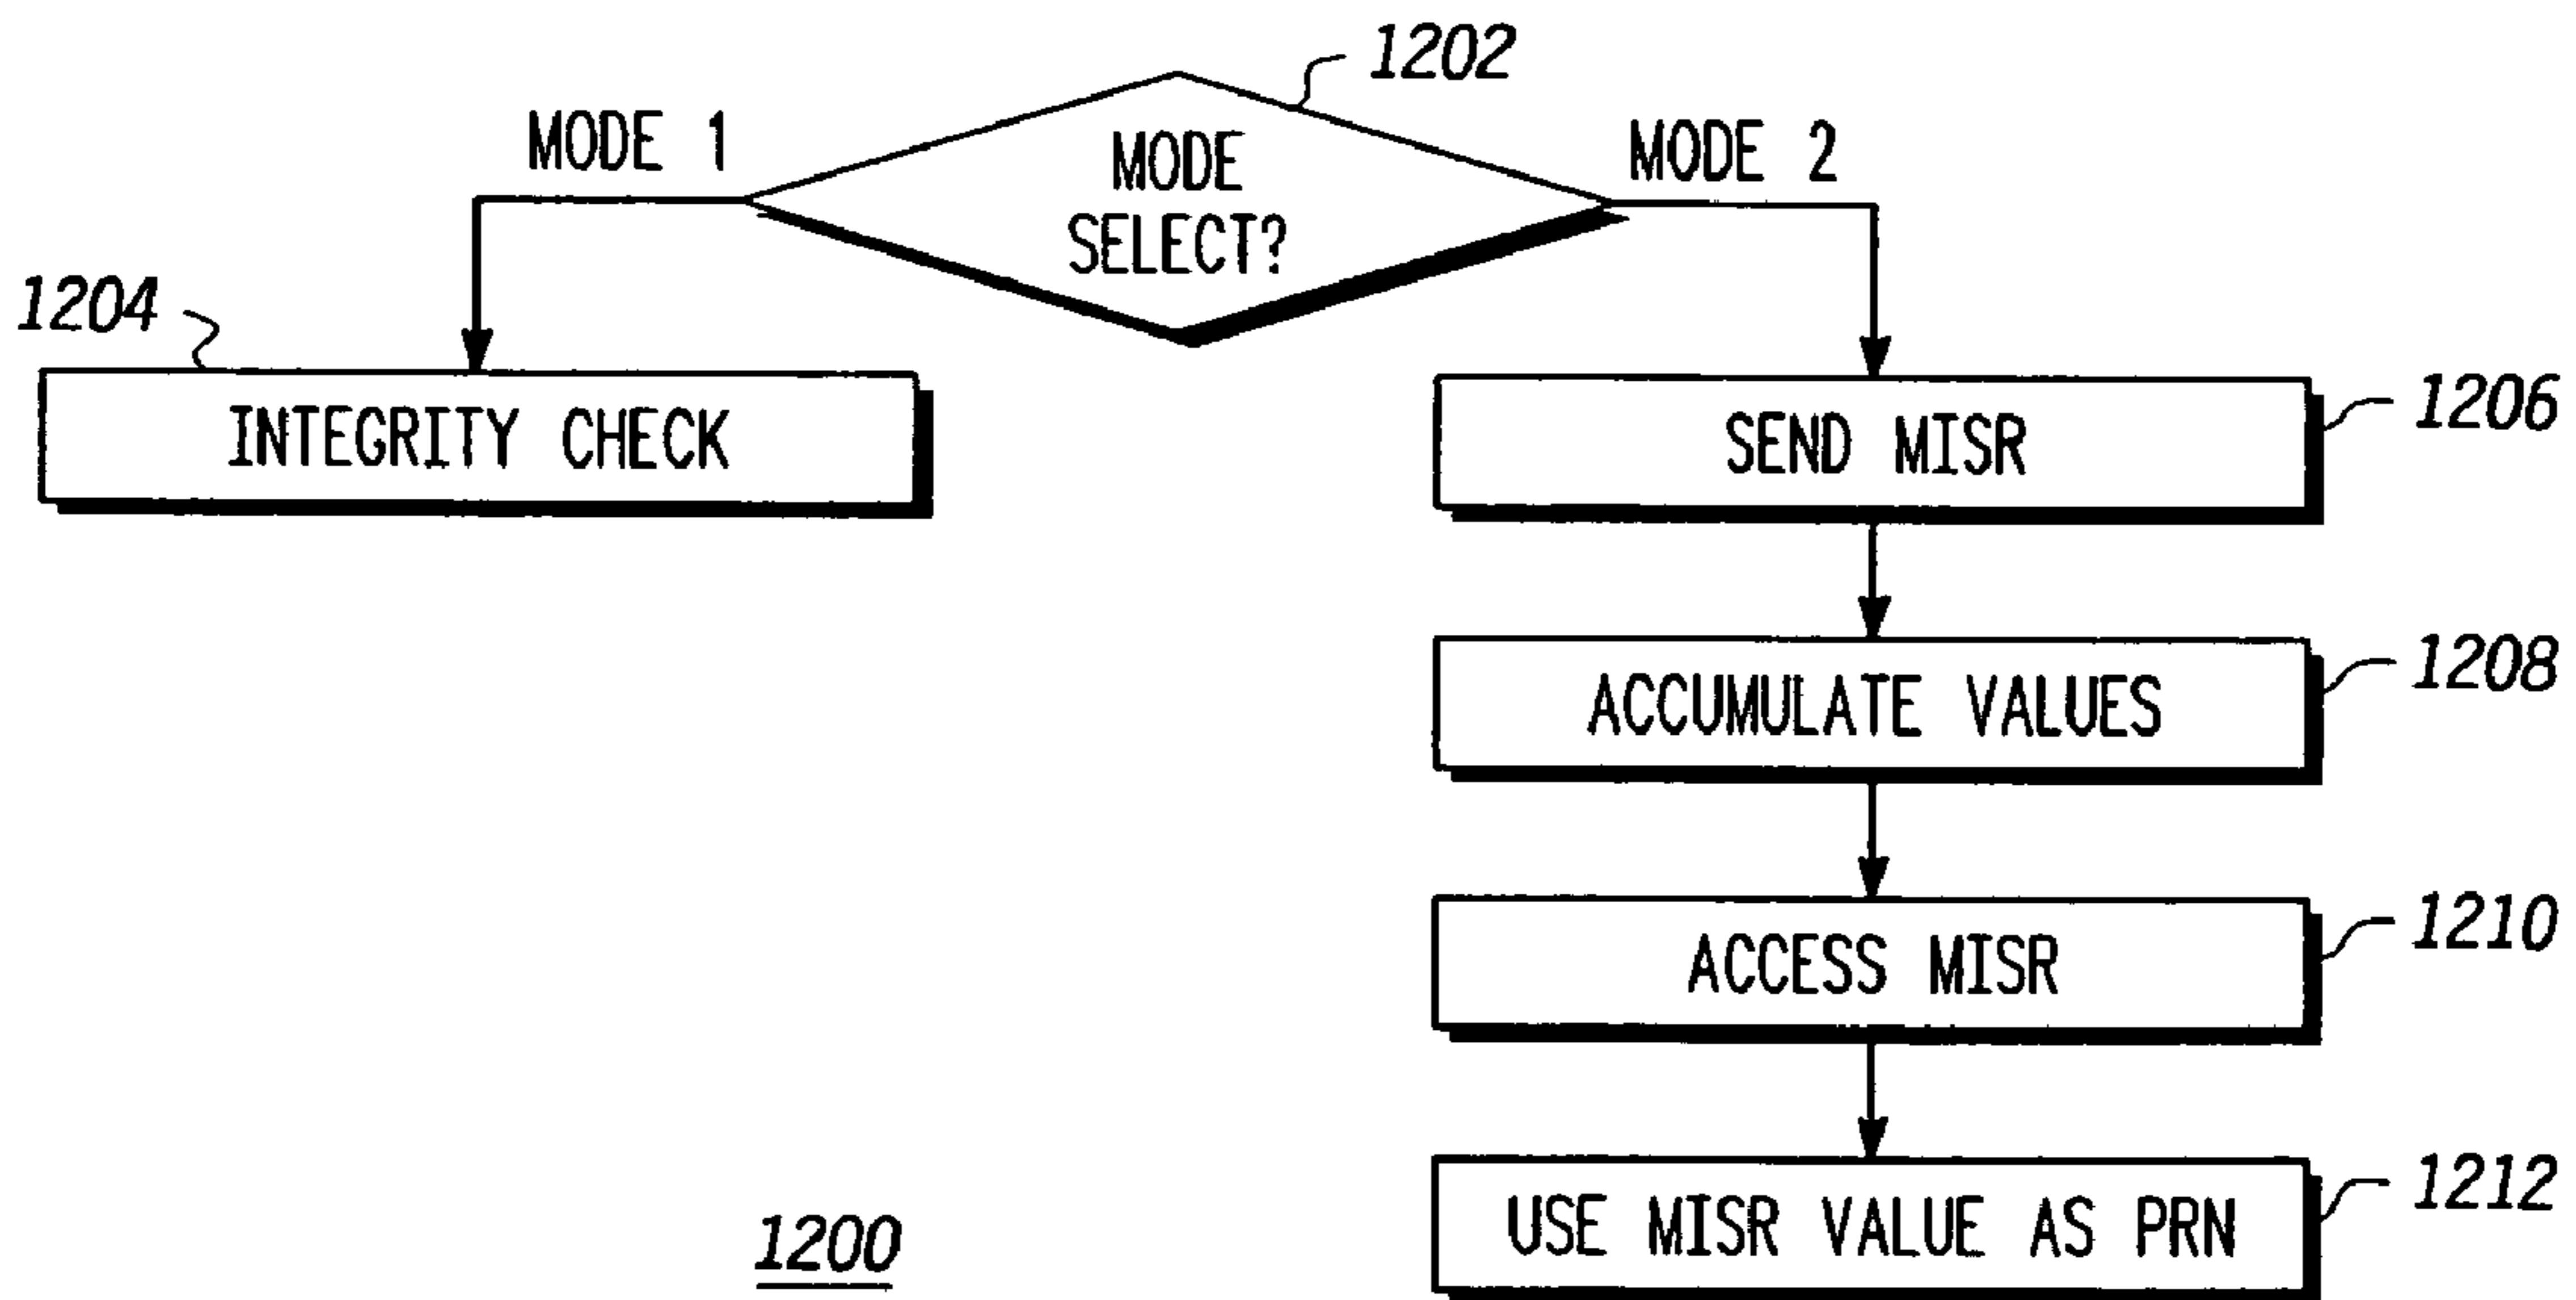 1202
MODE 1
MODE
SELECT?
MODE 2
1204
INTEGRITY CHECK
SEND MISR
1206
ACCUMULATE VALUES
1208
ACCESS MISR
1210
USE MISR VALUE AS PRN
1212
1200